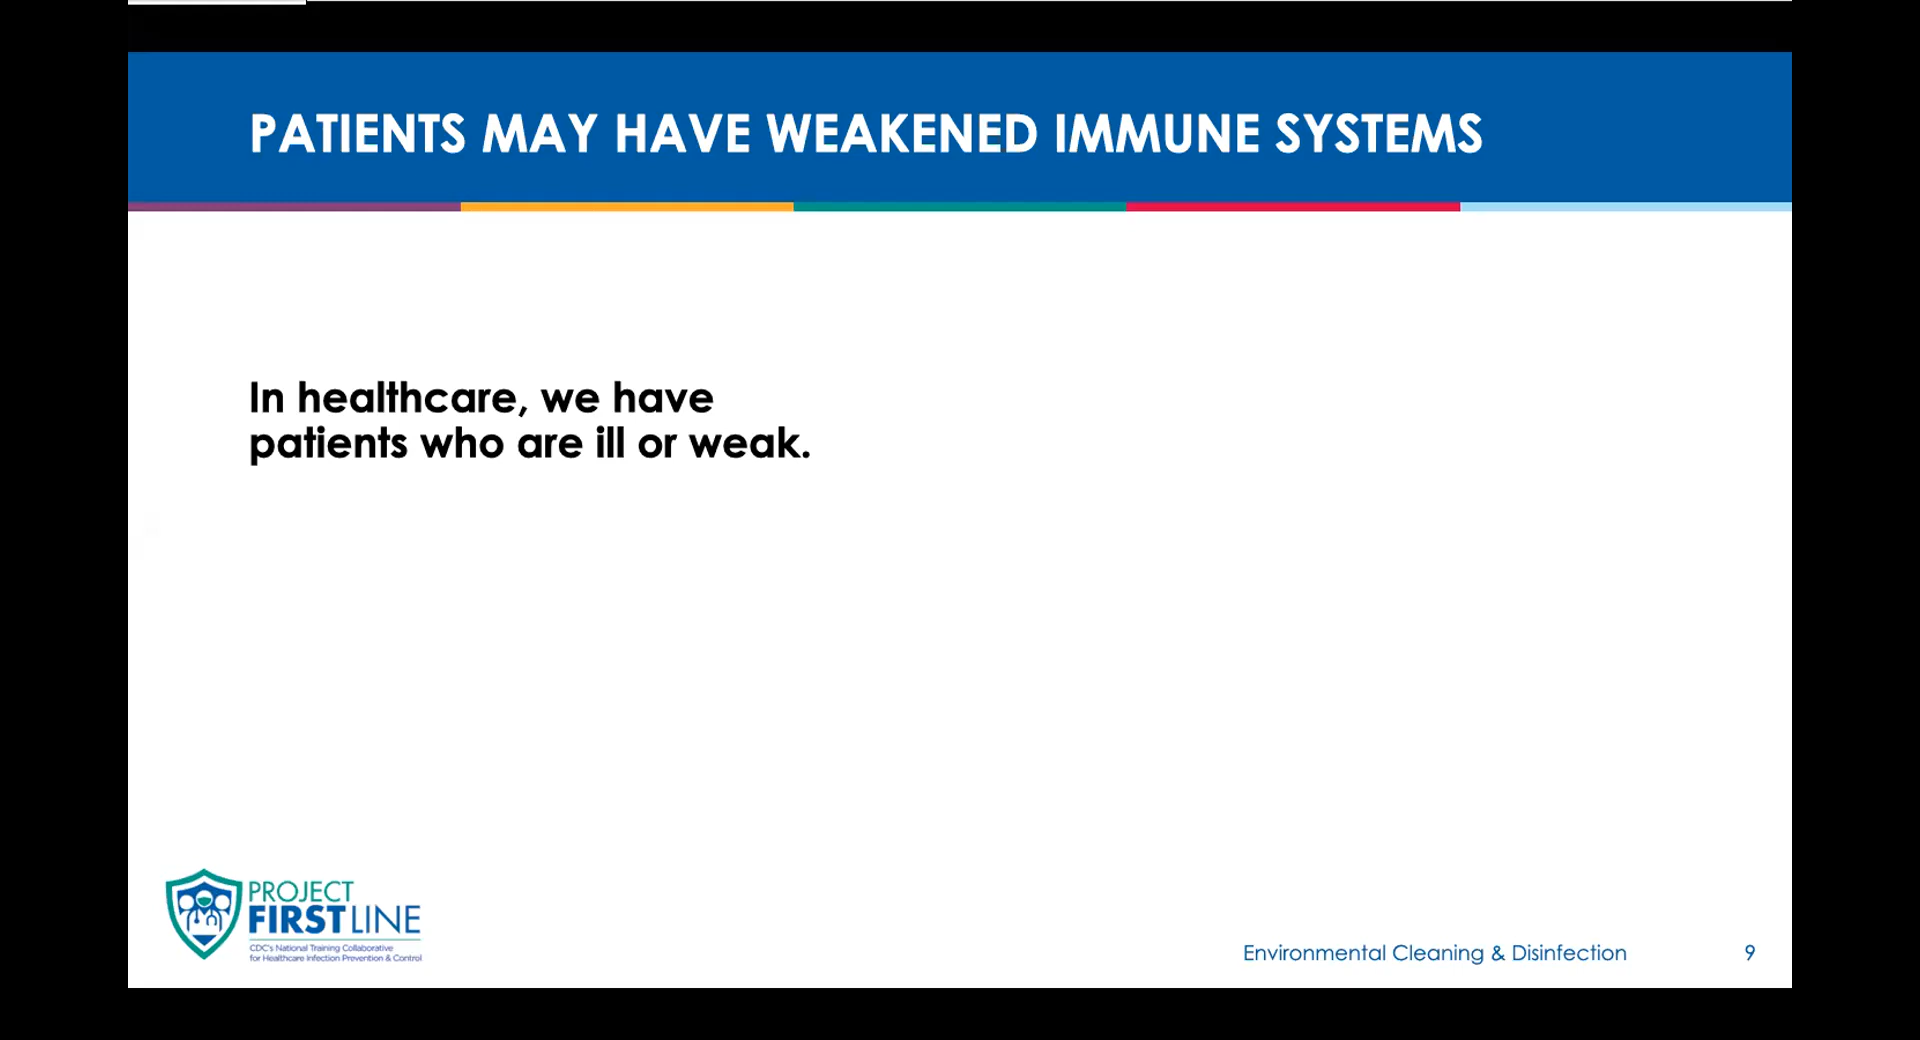 PATIENTS MAY HAVE WEAKENED IMMUNE SYSTEMS
In healthcare, we have
patients who are ill or weak.
PROJECT
FIRSTLINE
CDC's National Training Collaborative
for Healthcare Infection Prevention & Control
Environmental Cleaning & Disinfection
9